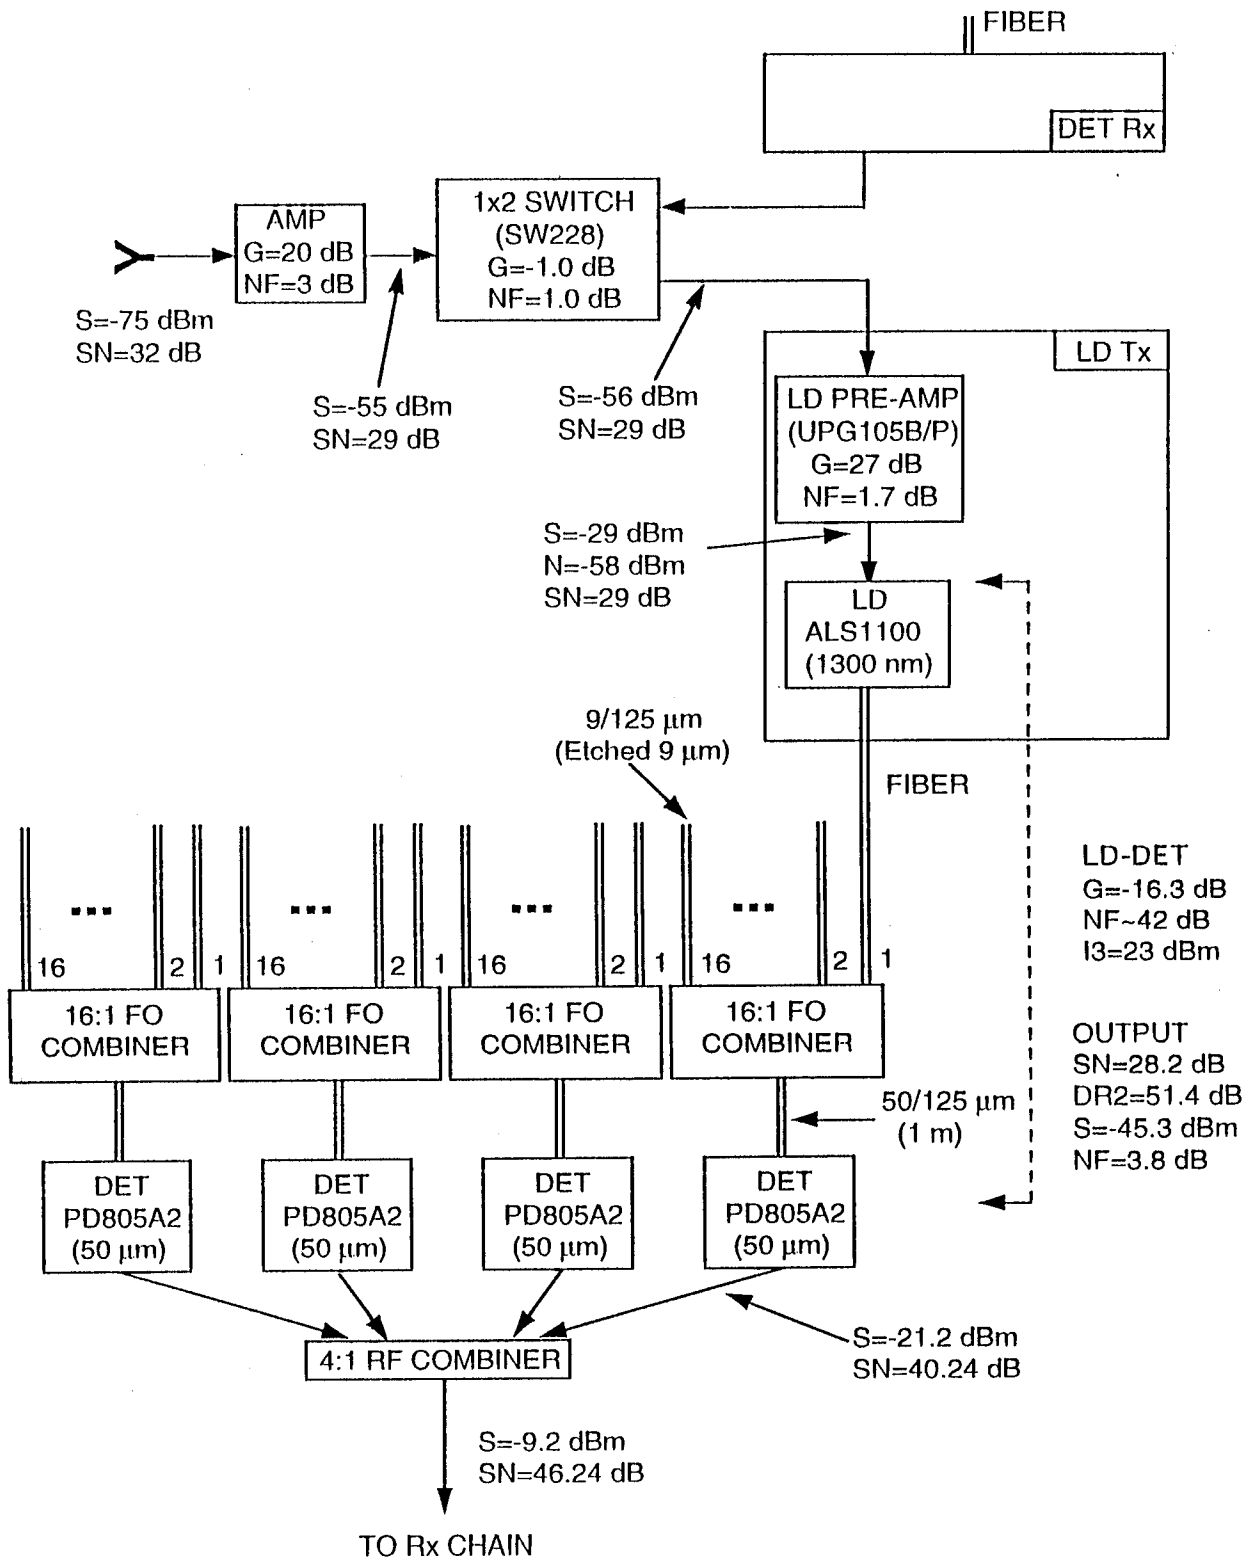 FIBER
DET Rx
1x2 SWITCH
(SW228)
G=-1.0 dB
NF=1.0 dB
AMP
G=20 dB
NF=3 dB
S=-75 dBm
SN=32 dB
S=-55 dBm
SN=29 dB
S=-56 dBm
SN=29 dB
LD Tx
LD PRE-AMP
(UPG105B/P)
G=27 dB
NF=1.7 dB
S=-29 dBm
N=-58 dBm
SN=29 dB
LD
ALS1100
(1300 nm)
9/125 μm
(Etched 9 μm)
FIBER
LD-DET
G=-16.3 dB
NF~42 dB
I3=23 dBm
16 2 1 16 2 1 16 2 1 16 2 1
16:1 FO
COMBINER
16:1 FO
COMBINER
16:1 FO
COMBINER
16:1 FO
COMBINER
OUTPUT
SN=28.2 dB
DR2=51.4 dB
S=-45.3 dBm
NF=3.8 dB
50/125 μm
(1 m)
DET
PD805A2
(50 μm)
DET
PD805A2
(50 μm)
DET
PD805A2
(50 μm)
DET
PD805A2
(50 μm)
S=-21.2 dBm
SN=40.24 dB
4:1 RF COMBINER
S=-9.2 dBm
SN=46.24 dB
TO Rx CHAIN